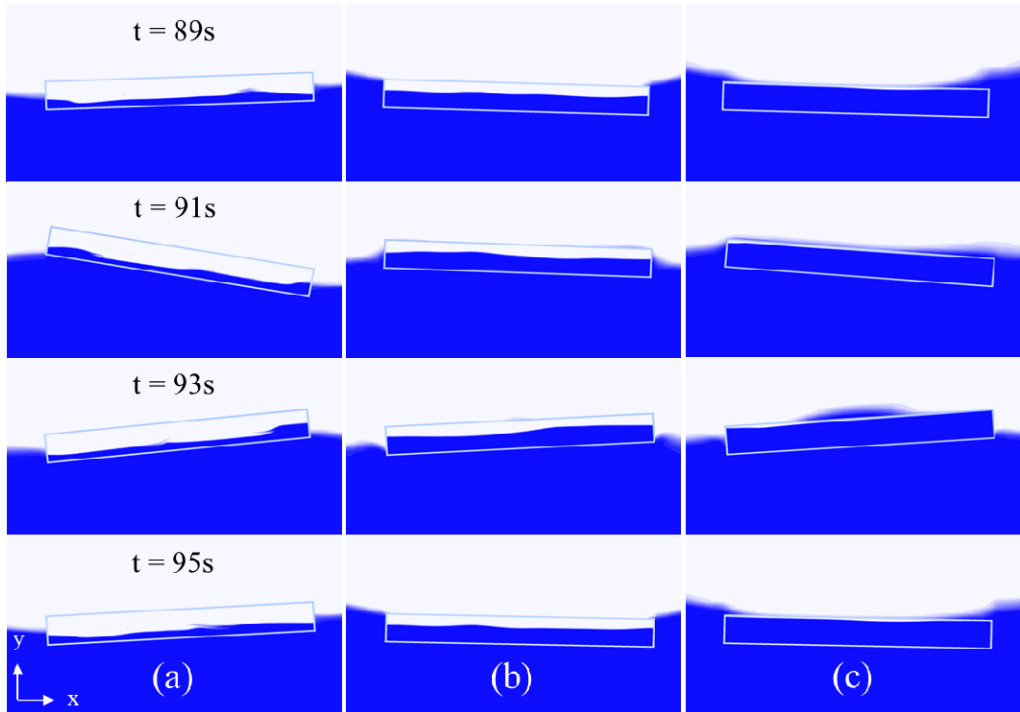 t = 89s
t = 91s
t = 93s
t = 95s
y
x
(a)
(b)
(c)